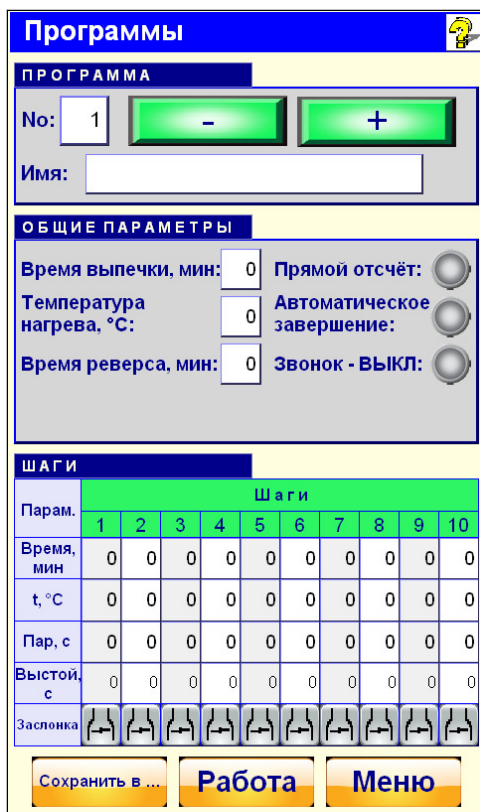 Программы
ПРОГРАММА
No: 1 - +
Имя:
ОБЩИЕ ПАРАМЕТРЫ
Время выпечки, мин: 0 Прямой отсчёт:
Температура нагрева, °C: 0 Автоматическое завершение:
Время реверса, мин: 0 Звонок - ВЫКЛ:
ШАГИ
Парам. Шаги
1 2 3 4 5 6 7 8 9 10
Время, мин 0 0 0 0 0 0 0 0 0 0
t, °C 0 0 0 0 0 0 0 0 0 0
Пар, с 0 0 0 0 0 0 0 0 0 0
Выстой, с 0 0 0 0 0 0 0 0 0 0
Заслонка
Сохранить в ... Работа Меню